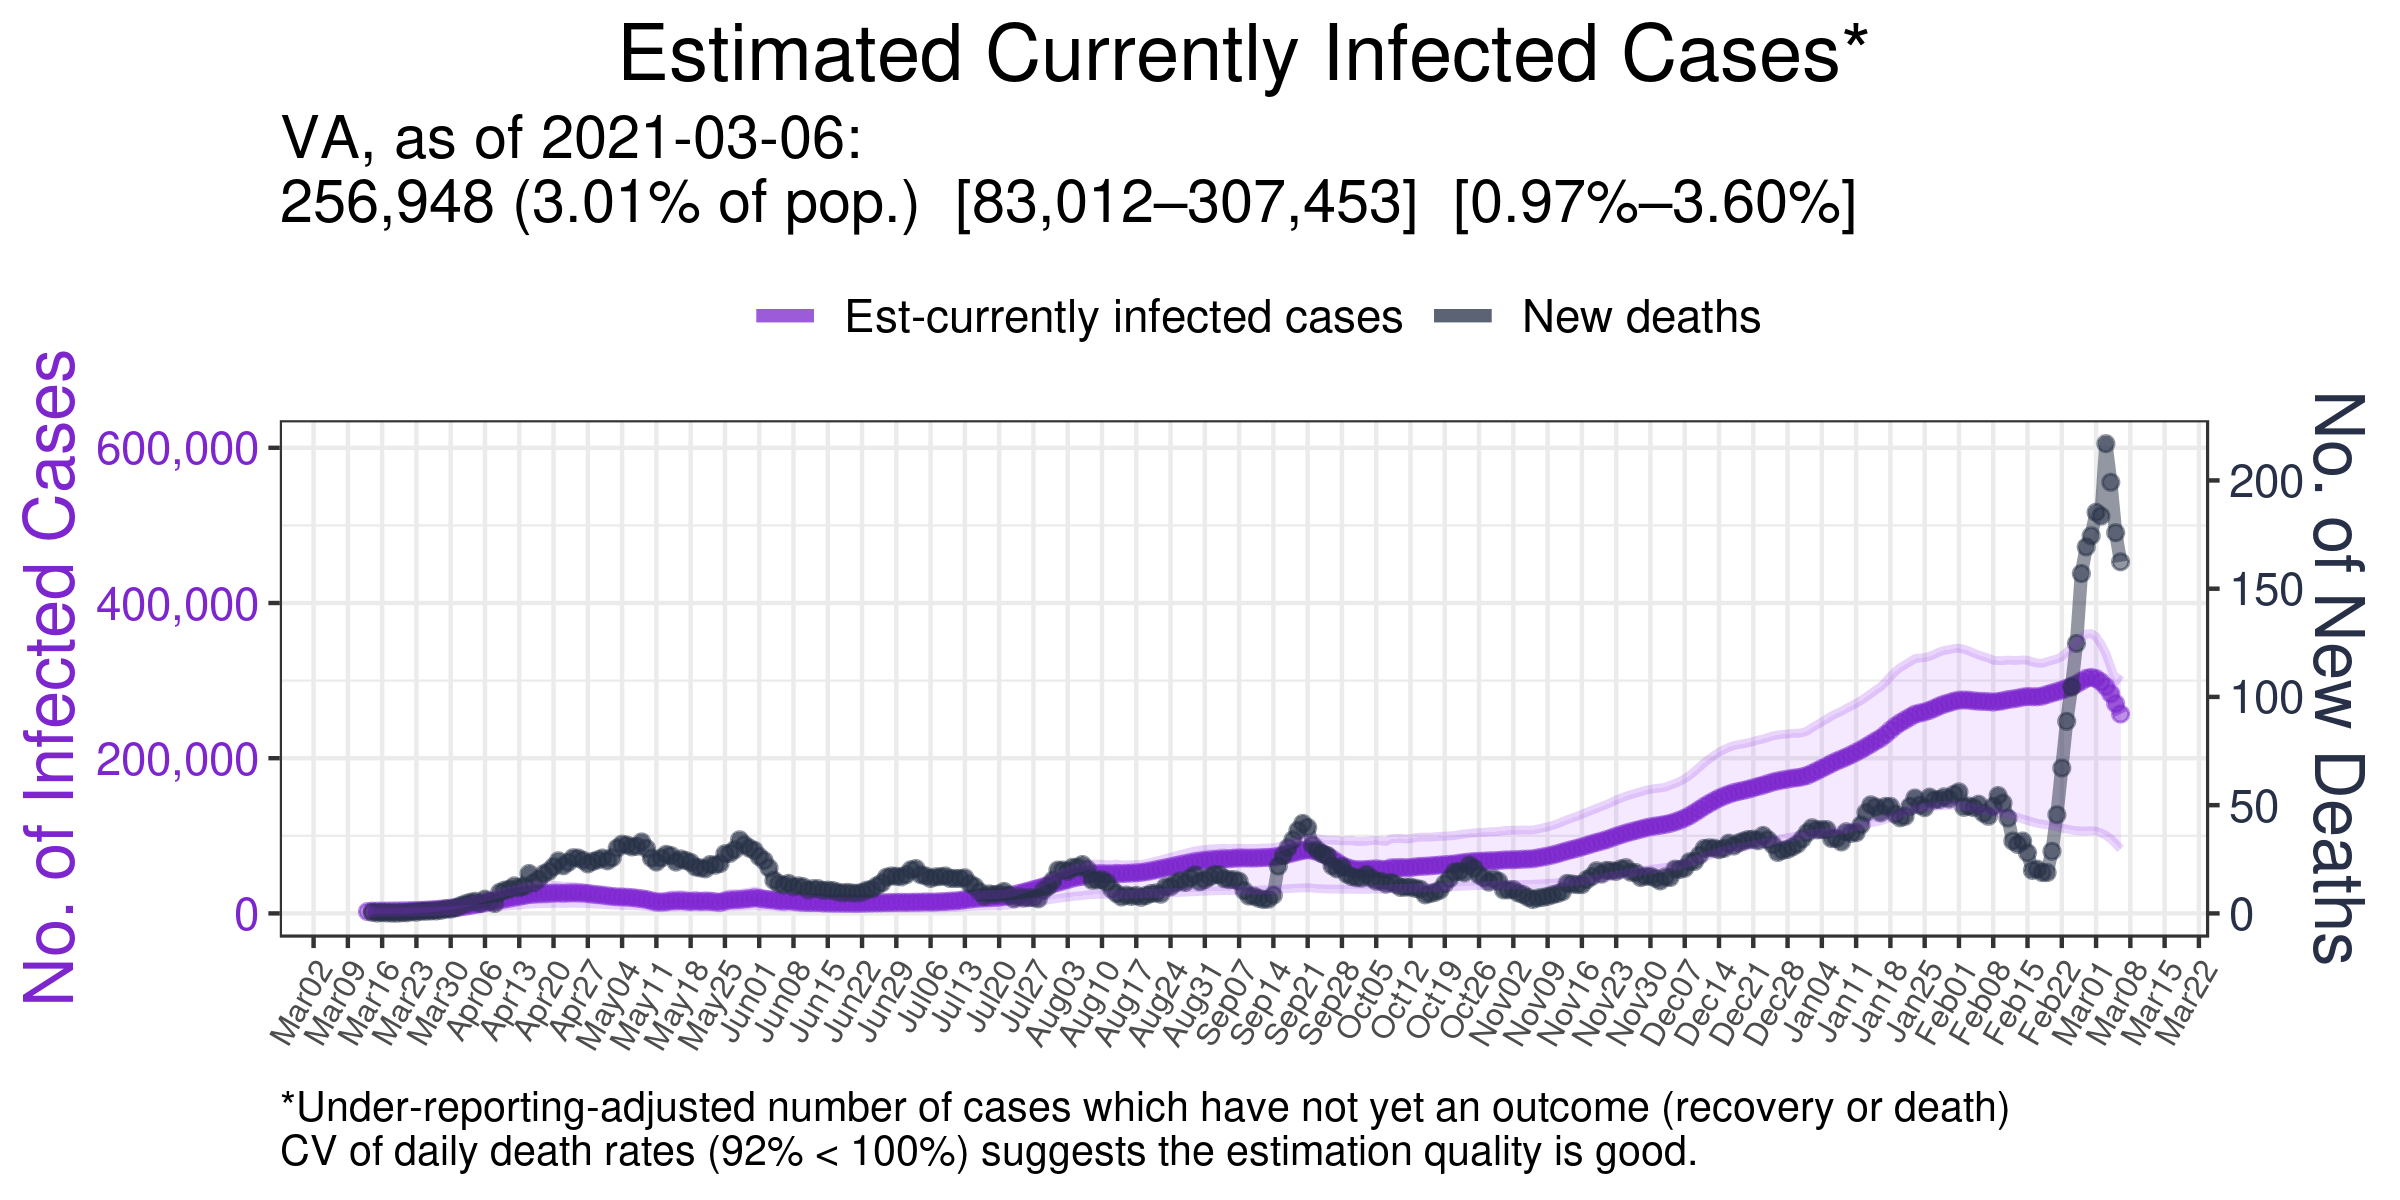 Estimated Currently Infected Cases*
VA, as of 2021-03-06:
256,948 (3.01% of pop.)  [83,012–307,453]  [0.97%–3.60%]
Est-currently infected cases
New deaths
No. of Infected Cases
600,000
400,000
200,000
0
No. of New Deaths
200
150
100
50
0
Mar02
Mar09
Mar16
Mar23
Mar30
Apr06
Apr13
Apr20
Apr27
May04
May11
May18
May25
Jun01
Jun08
Jun15
Jun22
Jun29
Jul06
Jul13
Jul20
Jul27
Aug03
Aug10
Aug17
Aug24
Aug31
Sep07
Sep14
Sep21
Sep28
Oct05
Oct12
Oct19
Oct26
Nov02
Nov09
Nov16
Nov23
Nov30
Dec07
Dec14
Dec21
Dec28
Jan04
Jan11
Jan18
Jan25
Feb01
Feb08
Feb15
Feb22
Mar01
Mar08
Mar15
Mar22
*Under-reporting-adjusted number of cases which have not yet an outcome (recovery or death)
CV of daily death rates (92% < 100%) suggests the estimation quality is good.